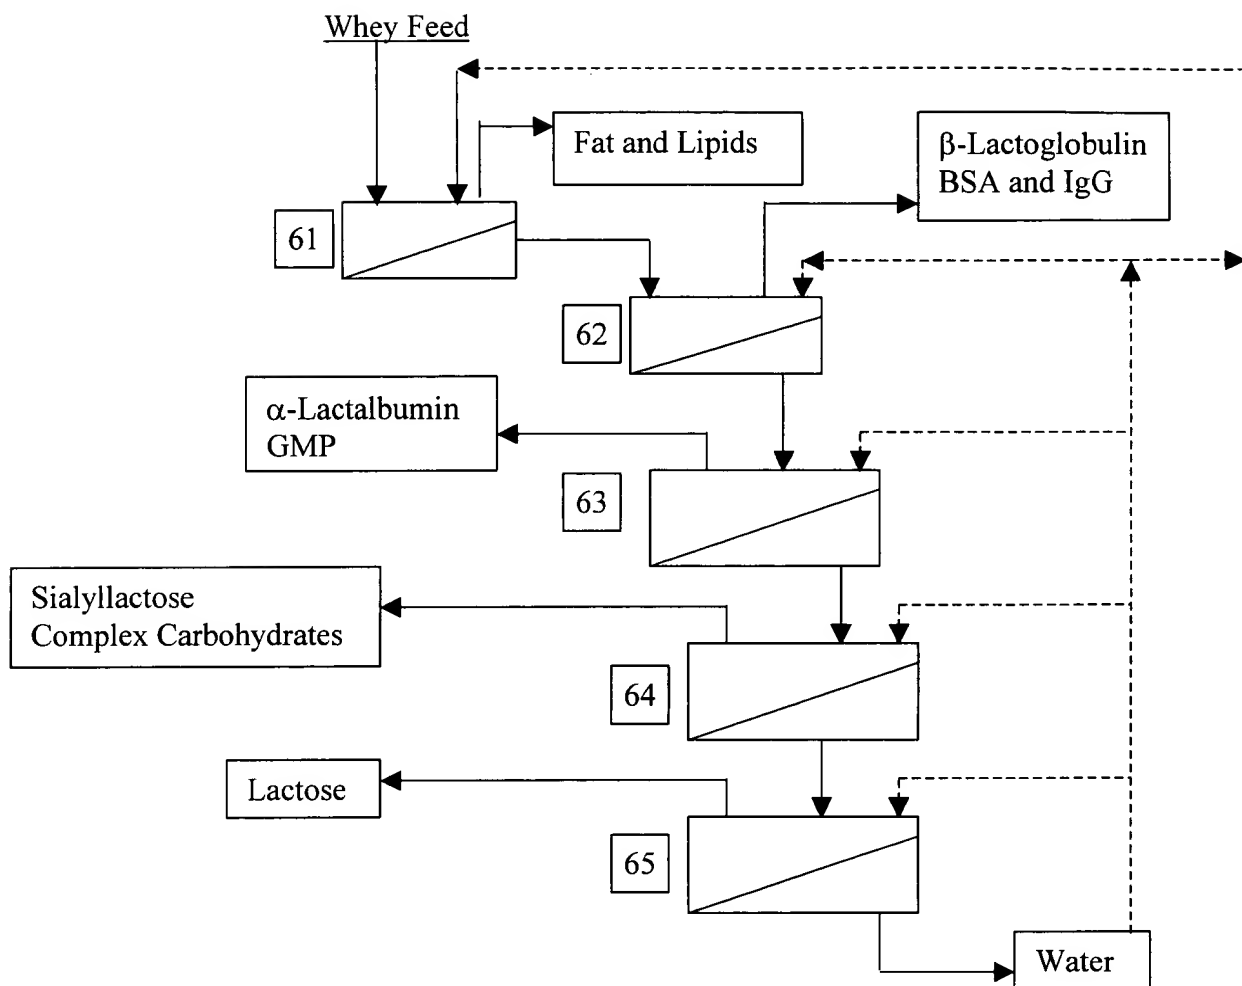 Whey Feed
Fat and Lipids
β-Lactoglobulin
BSA and IgG
61
62
α-Lactalbumin
GMP
63
Sialyllactose
Complex Carbohydrates
64
Lactose
65
Water